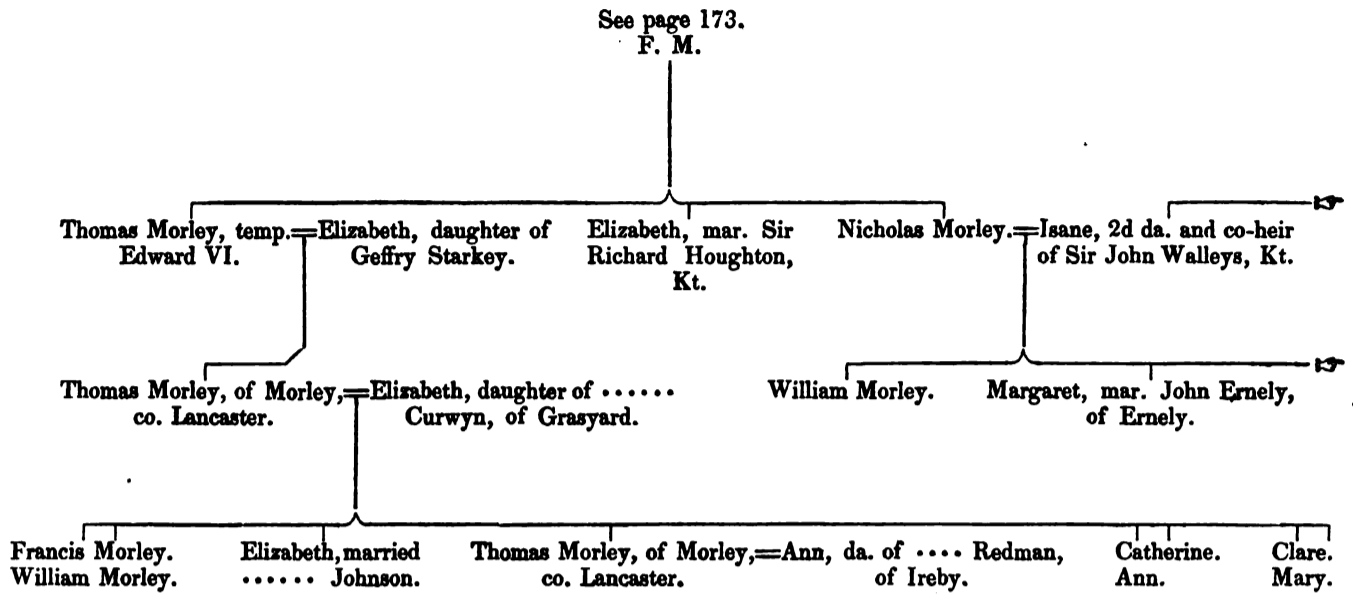 See page 173.
F. M.
Thomas Morley, temp.=Elizabeth, daughter of
Edward VI. Geffry Starkey.
Elizabeth, mar. Sir
Richard Houghton,
Kt.
Nicholas Morley.=Isane, 2d da. and co-heir
of Sir John Walleys, Kt.
Thomas Morley, of Morley,=Elizabeth, daughter of ······
co. Lancaster. Curwyn, of Grasyard.
William Morley.
Margaret, mar. John Ernely,
of Ernely.
Francis Morley.
William Morley.
Elizabeth, married
······ Johnson.
Thomas Morley, of Morley,=Ann, da. of ···· Redman,
co. Lancaster. of Ireby.
Catherine.
Ann.
Clare.
Mary.